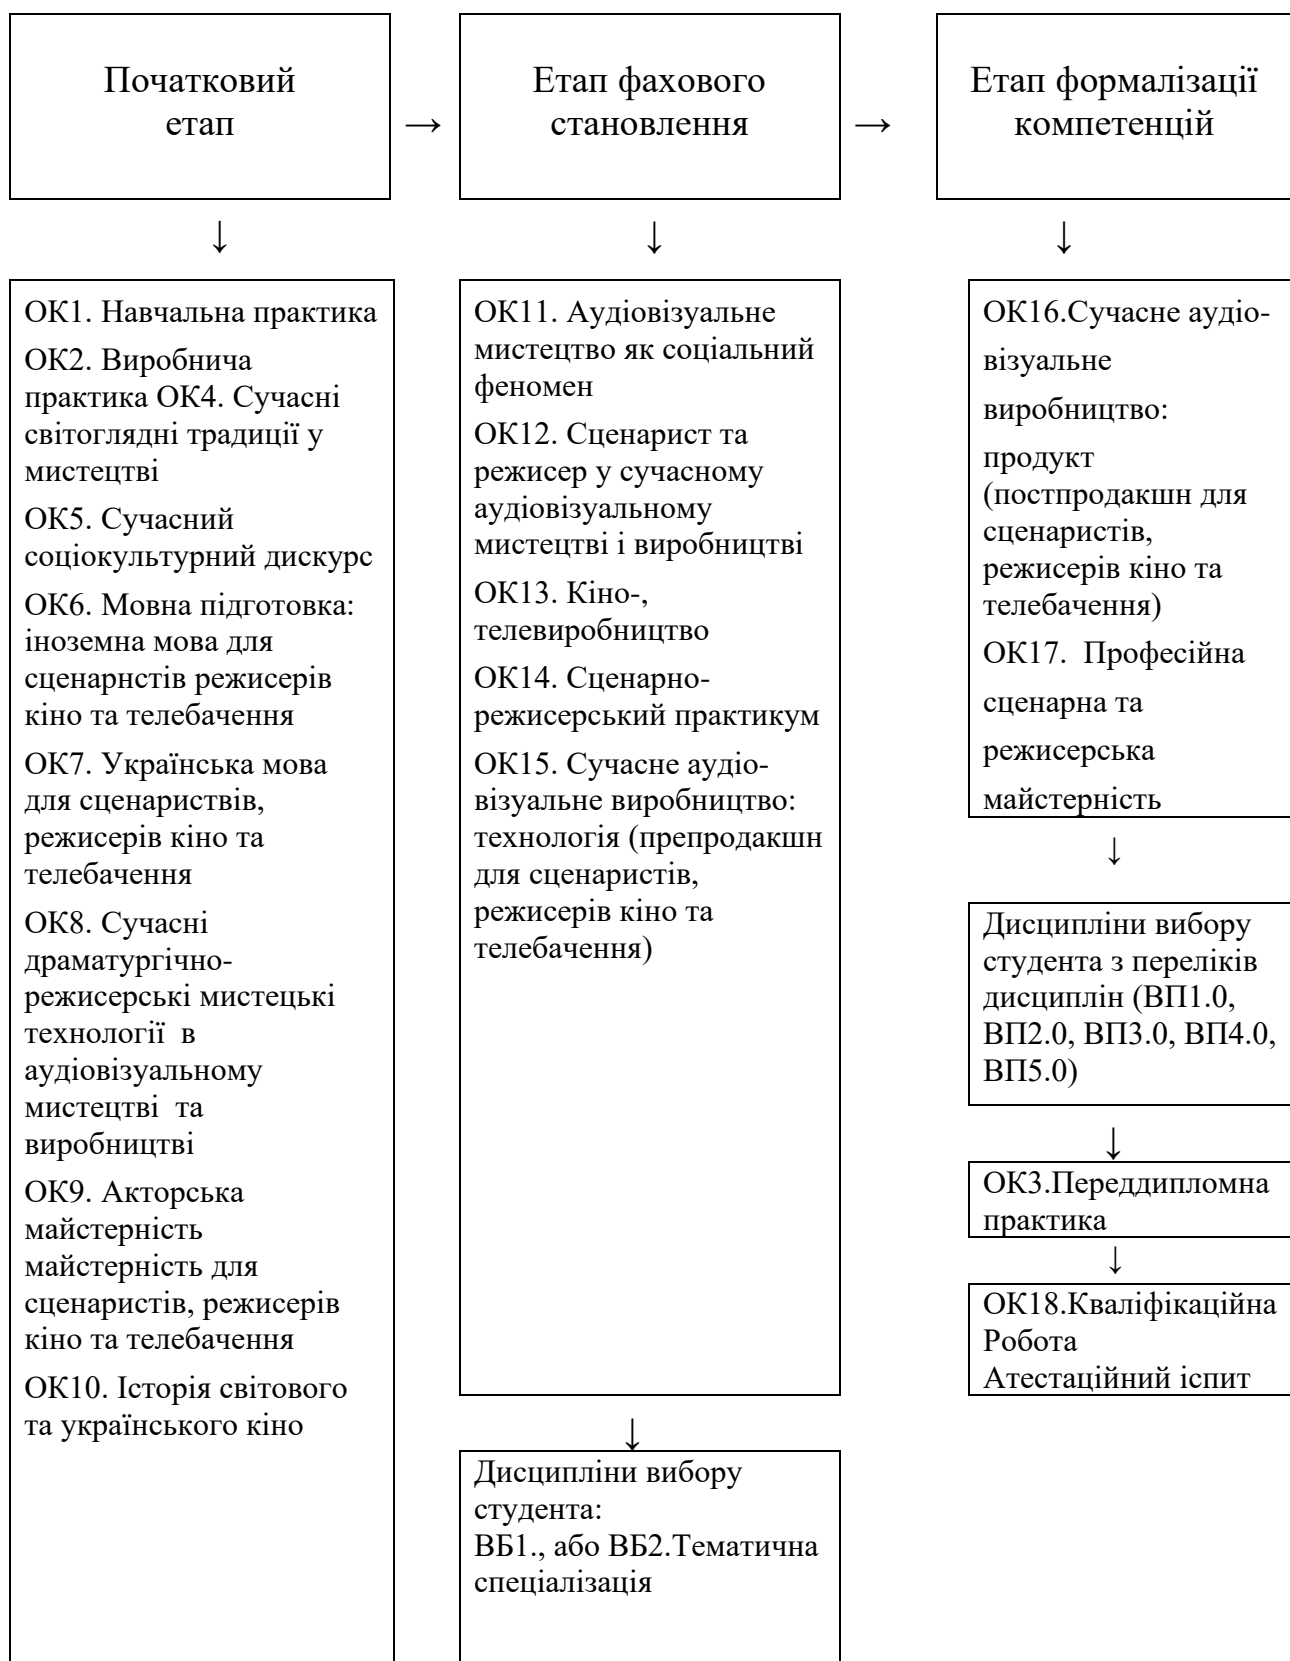 Початковий
етап
→
Етап фахового
становлення
→
Етап формалізації
компетенцій
↓
↓
↓
ОК1. Навчальна практика
ОК2. Виробнича
практика ОК4. Сучасні
світоглядні традиції у
мистецтві
ОК5. Сучасний
соціокультурний дискурс
ОК6. Мовна підготовка:
іноземна мова для
сценарнстів режисерів
кіно та телебачення
ОК7. Українська мова
для сценариствів,
режисерів кіно та
телебачення
ОК8. Сучасні
драматургічно-
режисерські мистецькі
технології в
аудіовізуальному
мистецтві та
виробництві
ОК9. Акторська
майстерність
майстерність для
сценаристів, режисерів
кіно та телебачення
ОК10. Історія світового
та українського кіно
ОК11. Аудіовізуальне
мистецтво як соціальний
феномен
ОК12. Сценарист та
режисер у сучасному
аудіовізуальному
мистецтві і виробництві
ОК13. Кіно-,
телевиробництво
ОК14. Сценарно-
режисерський практикум
ОК15. Сучасне аудіо-
візуальне виробництво:
технологія (препродакшн
для сценаристів,
режисерів кіно та
телебачення)
↓
Дисципліни вибору
студента:
ВБ1., або ВБ2.Тематична
спеціалізація
ОК16.Сучасне аудіо-
візуальне
виробництво:
продукт
(постпродакшн для
сценаристів,
режисерів кіно та
телебачення)
ОК17. Професійна
сценарна та
режисерська
майстерність
↓
Дисципліни вибору
студента з переліків
дисциплін (ВП1.0,
ВП2.0, ВП3.0, ВП4.0,
ВП5.0)
↓
ОК3.Переддипломна
практика
↓
ОК18.Кваліфікаційна
Робота
Атестаційний іспит